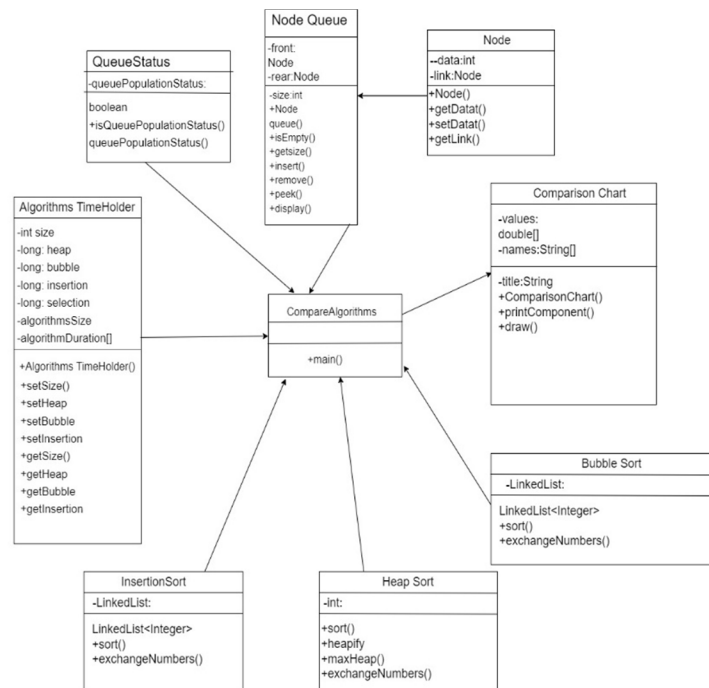 Node Queue
-front:
Node
-rear:Node
-size:int
+Node
queue()
+isEmpty()
+getsize()
+insert()
+remove()
+peek()
+display()
Node
--data:int
-link:Node
+Node()
+getDatat()
+setDatat()
+getLink()
QueueStatus
-queuePopulationStatus:
boolean
+isQueuePopulationStatus()
queuePopulationStatus()
Algorithms TimeHolder
-int size
-long: heap
-long: bubble
-long: insertion
-long: selection
-algorithmsSize
-algorithmDuration[]
+Algorithms TimeHolder()
+setSize()
+setHeap
+setBubble
+setInsertion
+getSize()
+getHeap
+getBubble
+getInsertion
CompareAlgorithms
+main()
Comparison Chart
-values:
double[]
-names:String[]
-title:String
+ComparisonChart()
+printComponent()
+draw()
Bubble Sort
-LinkedList:
LinkedList<Integer>
+sort()
+exchangeNumbers()
InsertionSort
-LinkedList:
LinkedList<Integer>
+sort()
+exchangeNumbers()
Heap Sort
-int:
+sort()
+heapify
+maxHeap()
+exchangeNumbers()